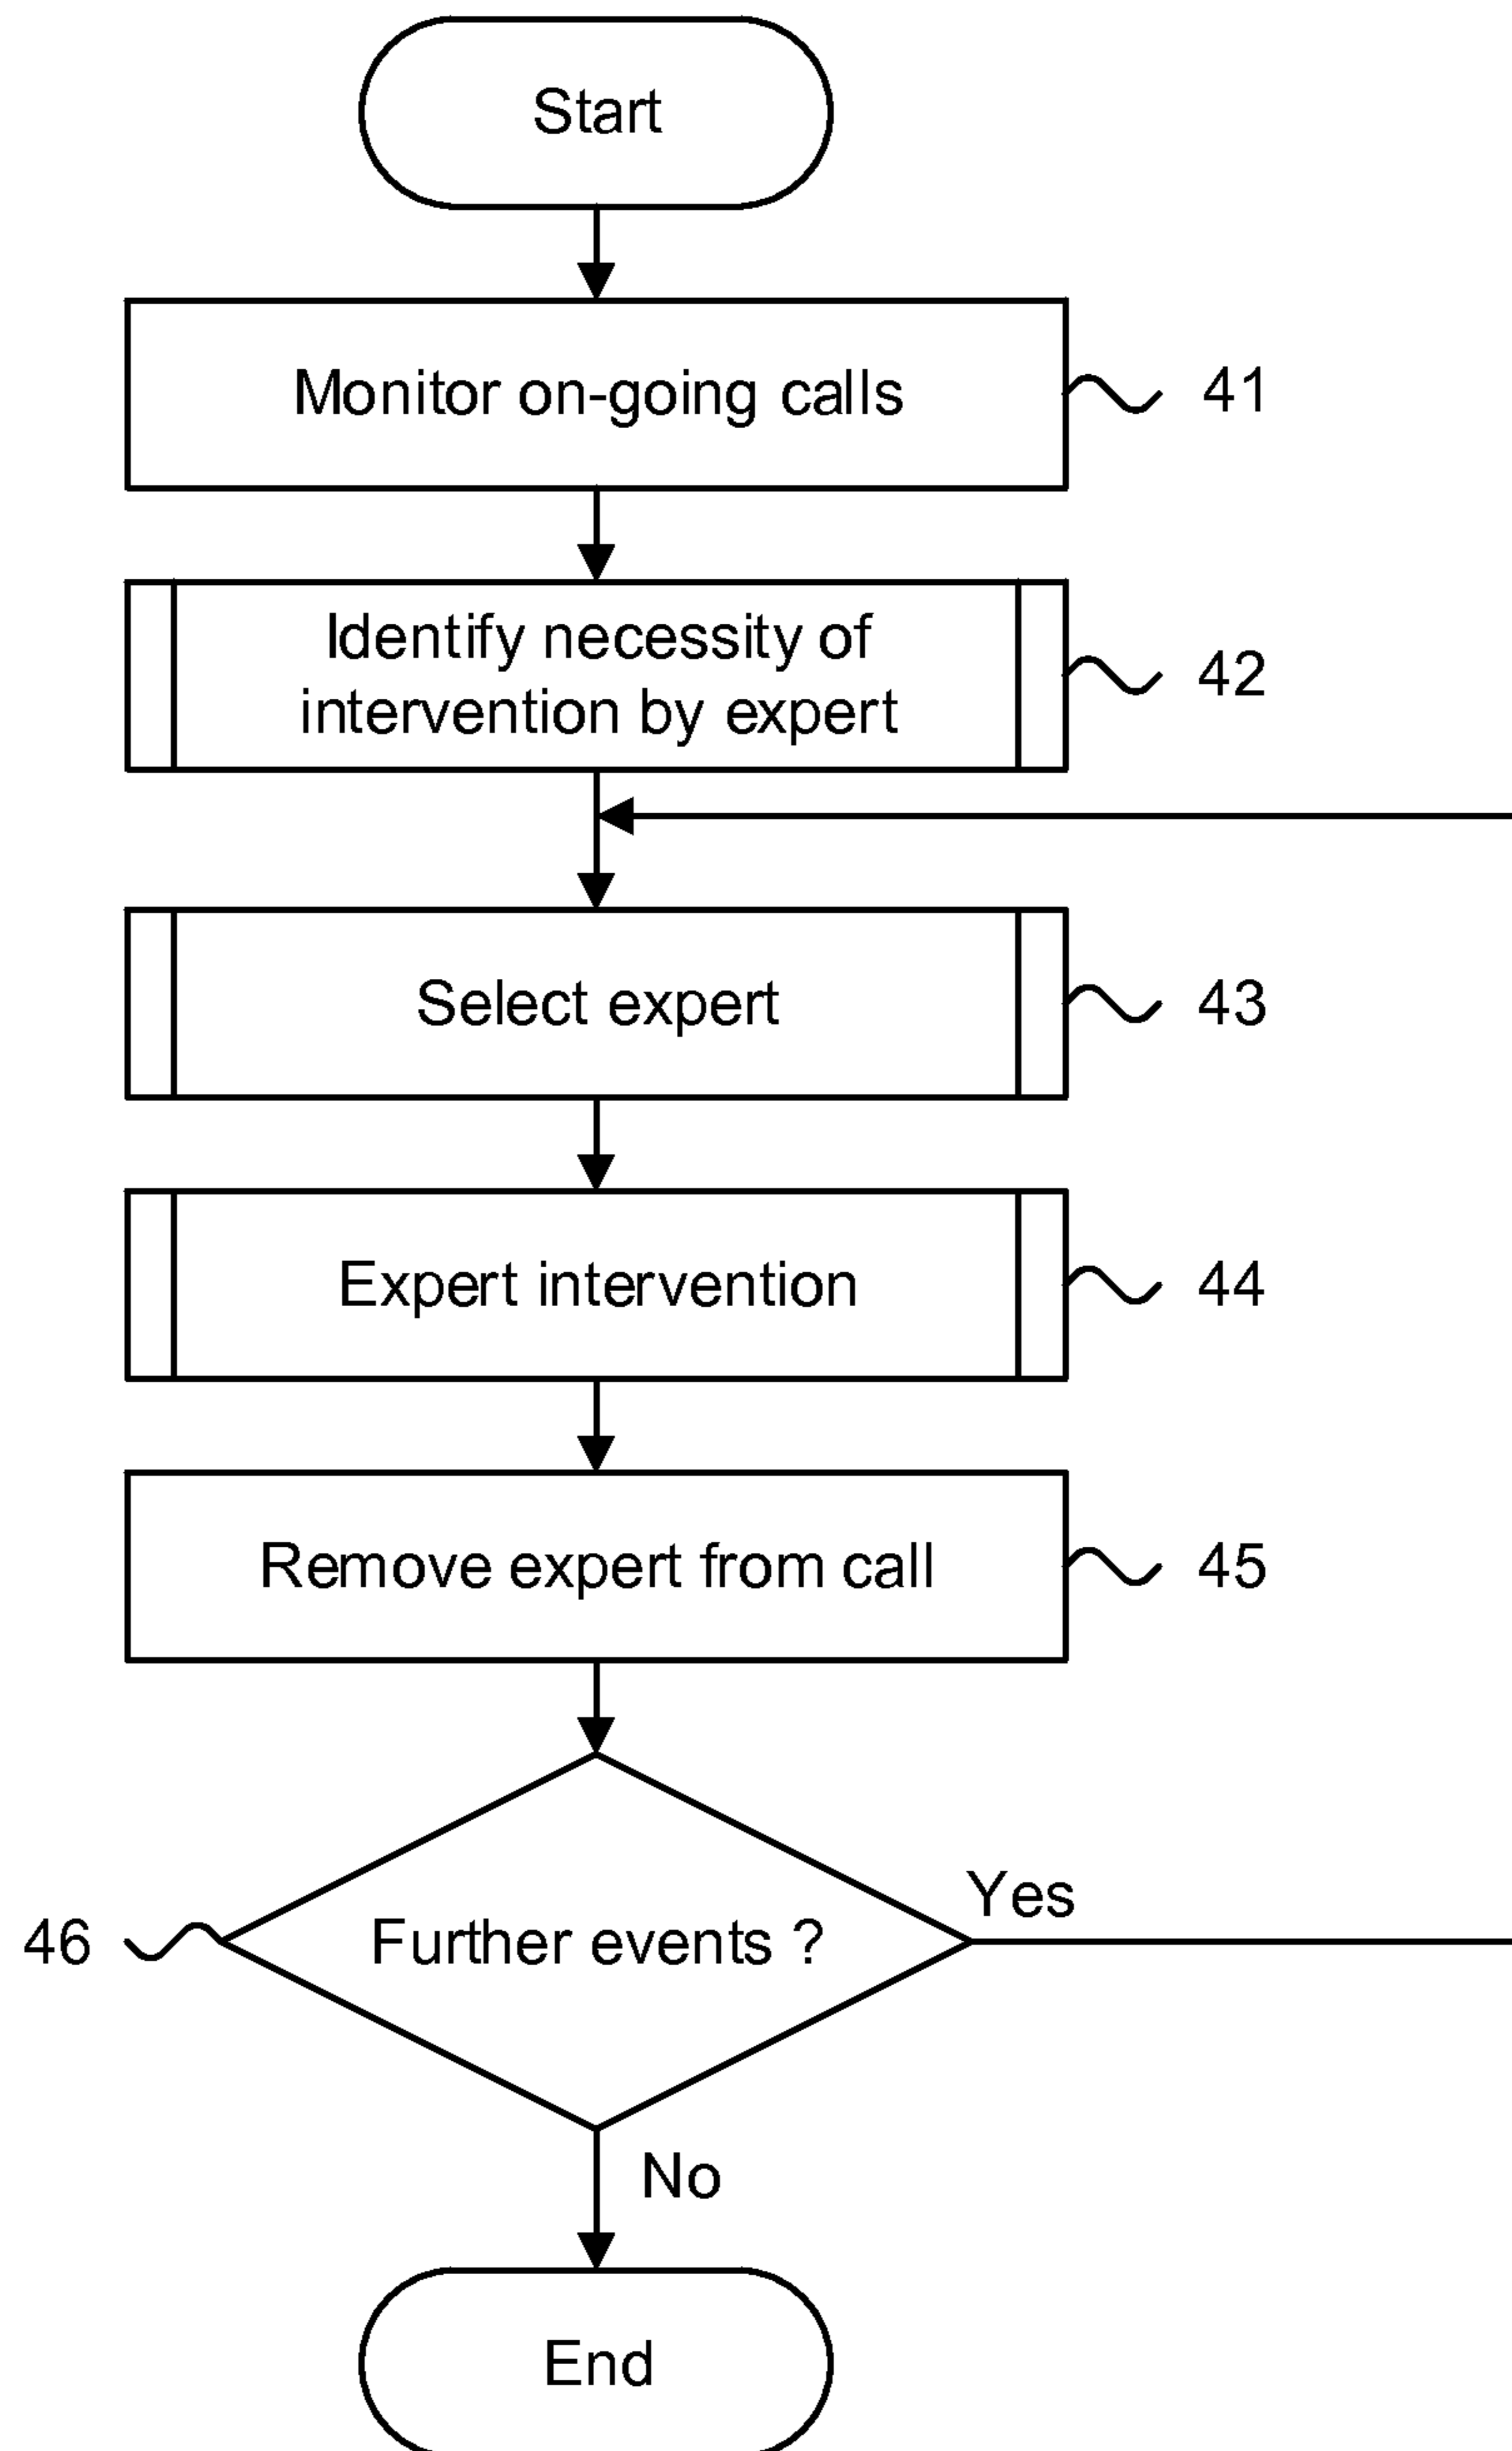 Start
Monitor on-going calls
41
Identify necessity of
intervention by expert
42
Select expert
43
Expert intervention
44
Remove expert from call
45
Yes
46
Further events ?
No
End